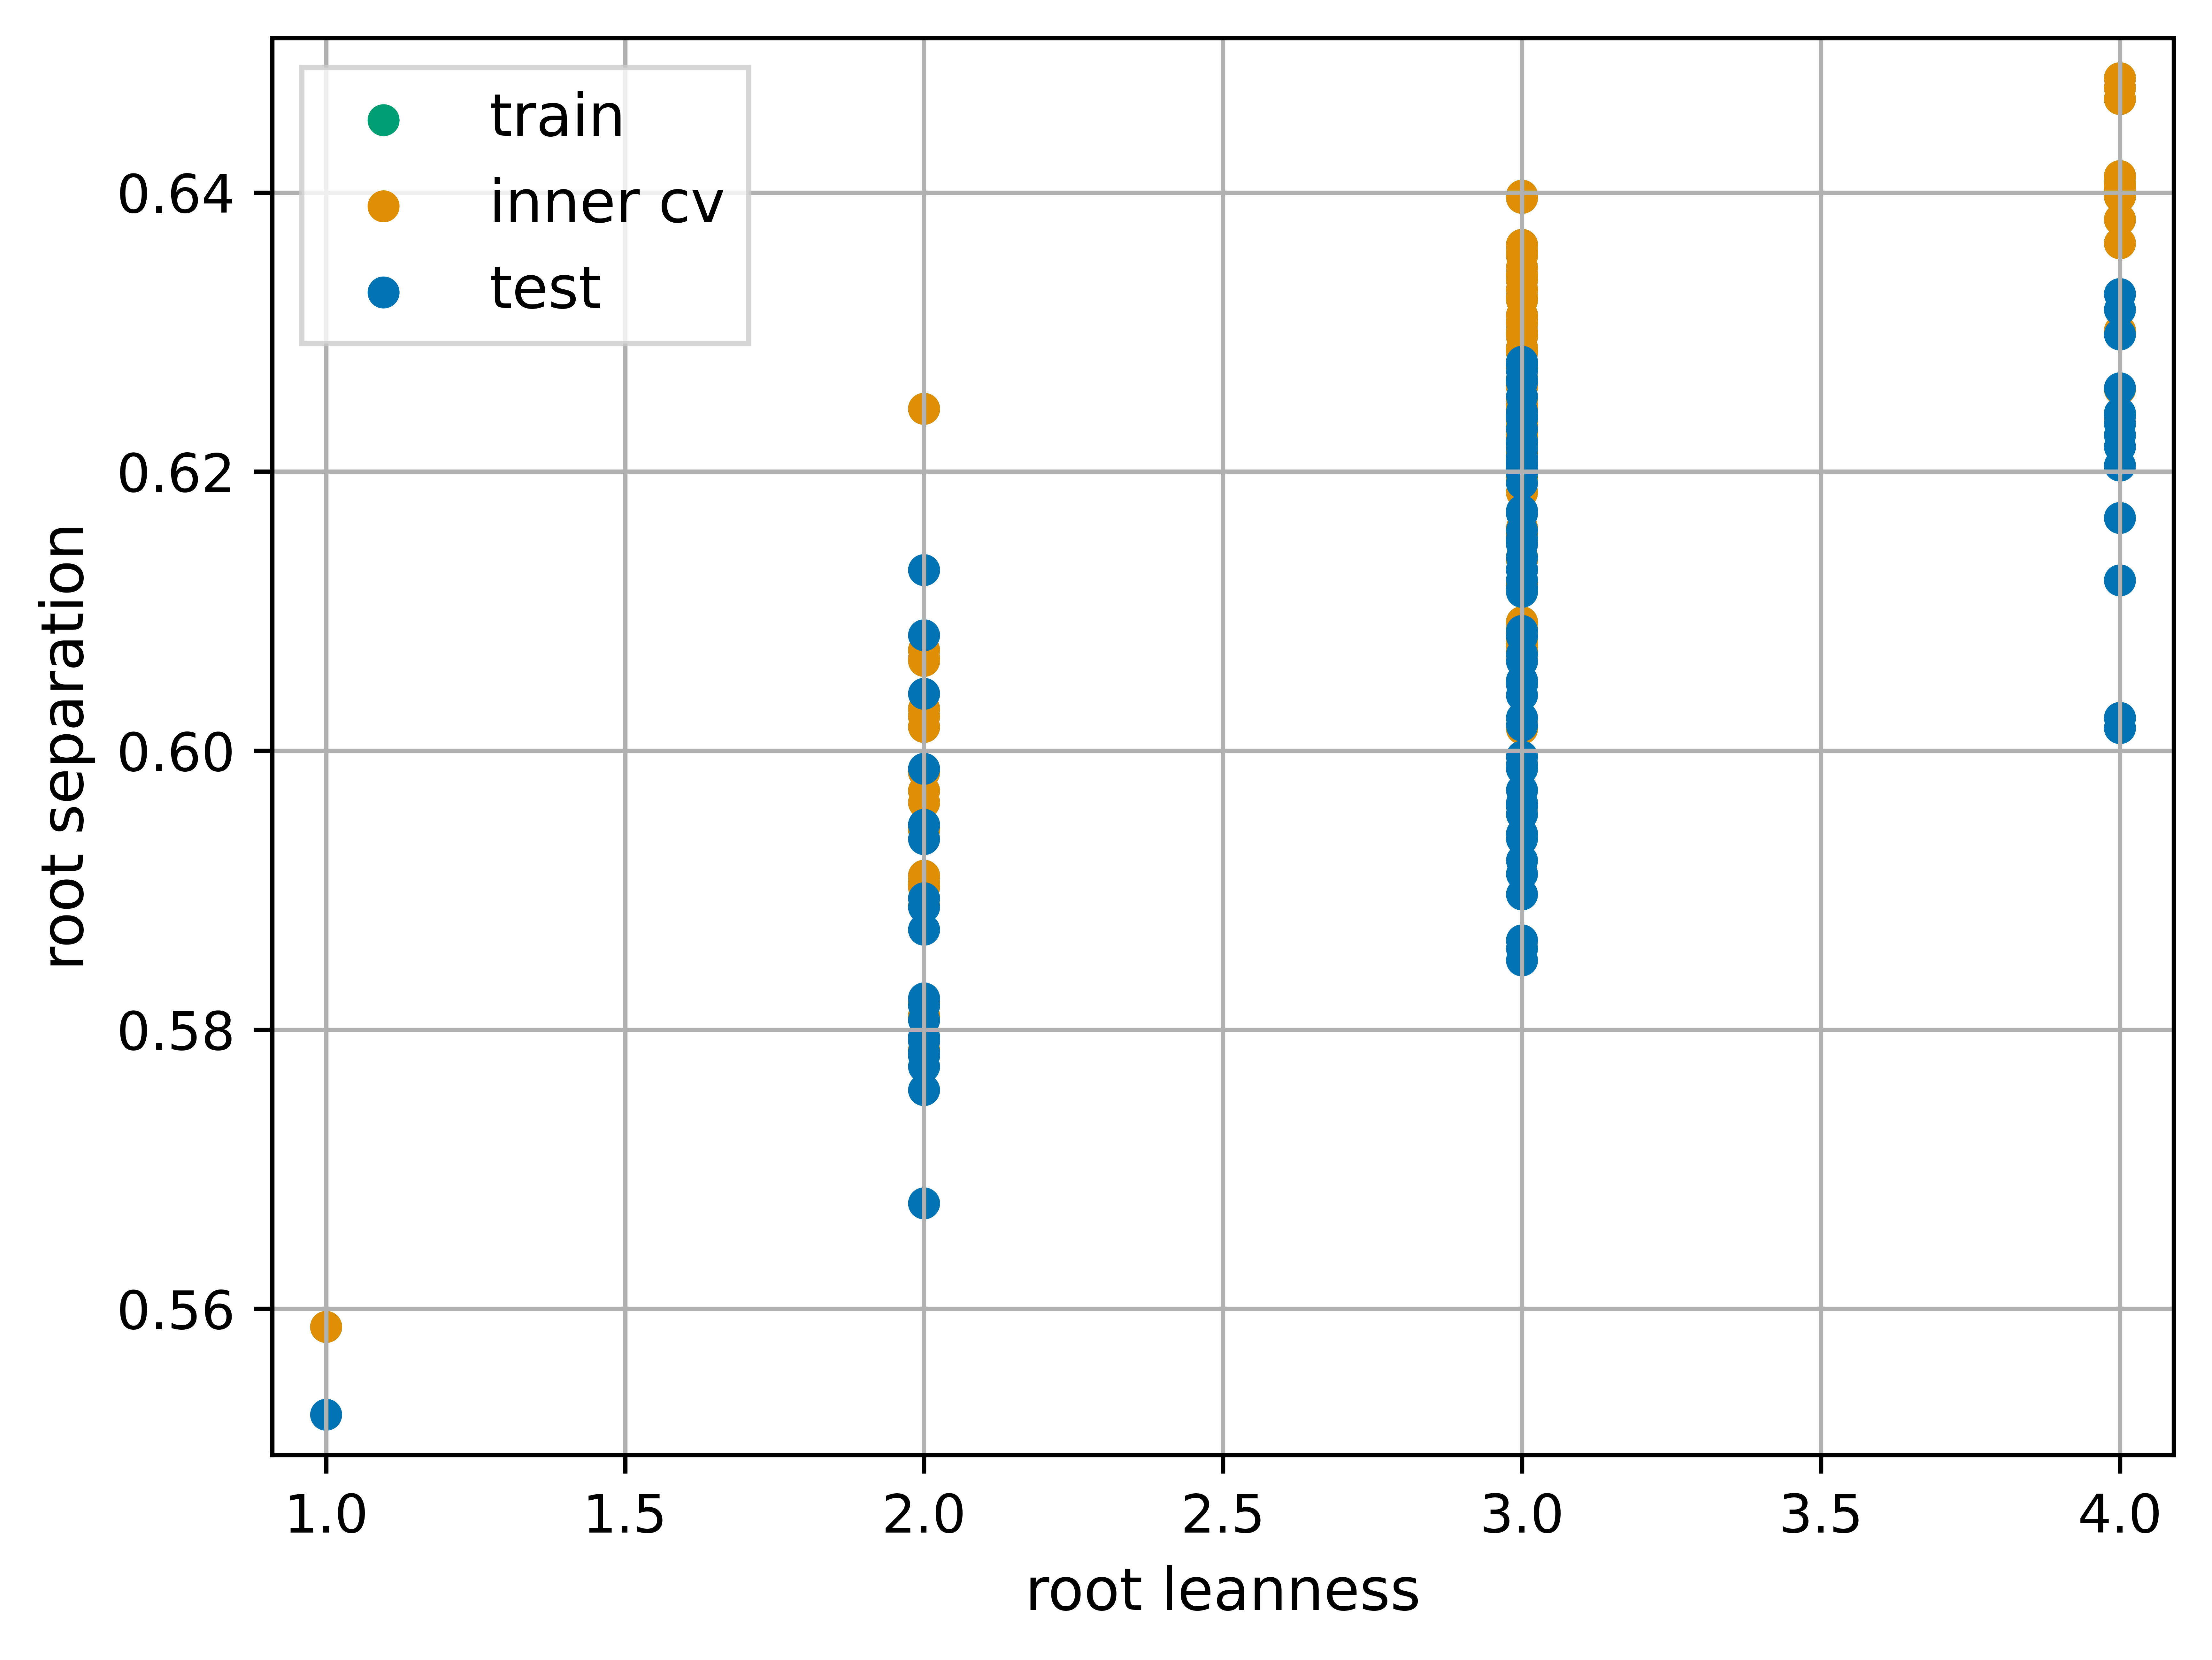 train
inner cv
test
0.64
0.62
0.60
0.58
0.56
root separation
1.0 1.5 2.0 2.5 3.0 3.5 4.0
root leanness